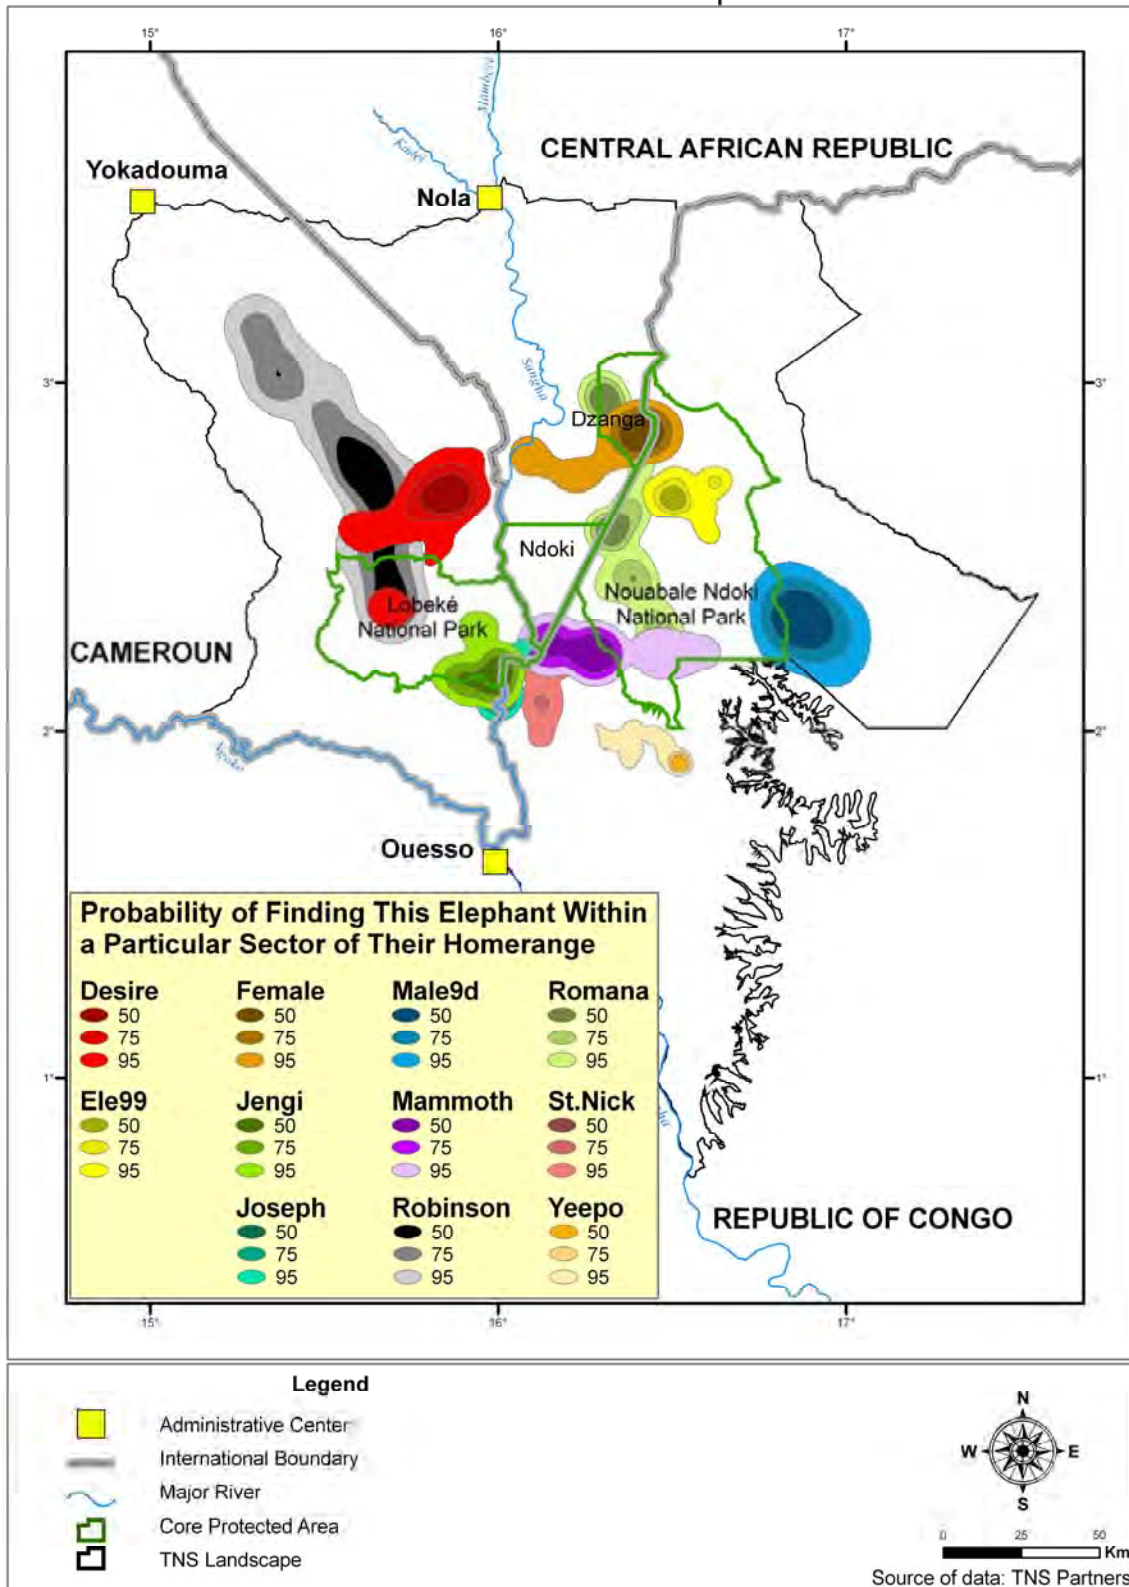 15° 16° 17°
Mambere
Kadei
CENTRAL AFRICAN REPUBLIC
Yokadouma
Nola
3° 3°
Sangha
Dzanga
Ndoki
Nouabale Ndoki
National Park
Lobeké
National Park
CAMEROUN
2° 2°
Ouesso
Probability of Finding This Elephant Within
a Particular Sector of Their Homerange
Desire Female Male9d Romana
50 50 50 50
75 75 75 75
95 95 95 95
1° 1°
Ele99 Jengi Mammoth St.Nick
50 50 50 50
75 75 75 75
95 95 95 95
Joseph Robinson Yeepo
50 50 50
75 75 75
95 95 95
REPUBLIC OF CONGO
15° 16° 17°
Legend
Administrative Center
International Boundary
Major River
Core Protected Area
TNS Landscape
N
W E
S
0 25 50
Km
Source of data: TNS Partners